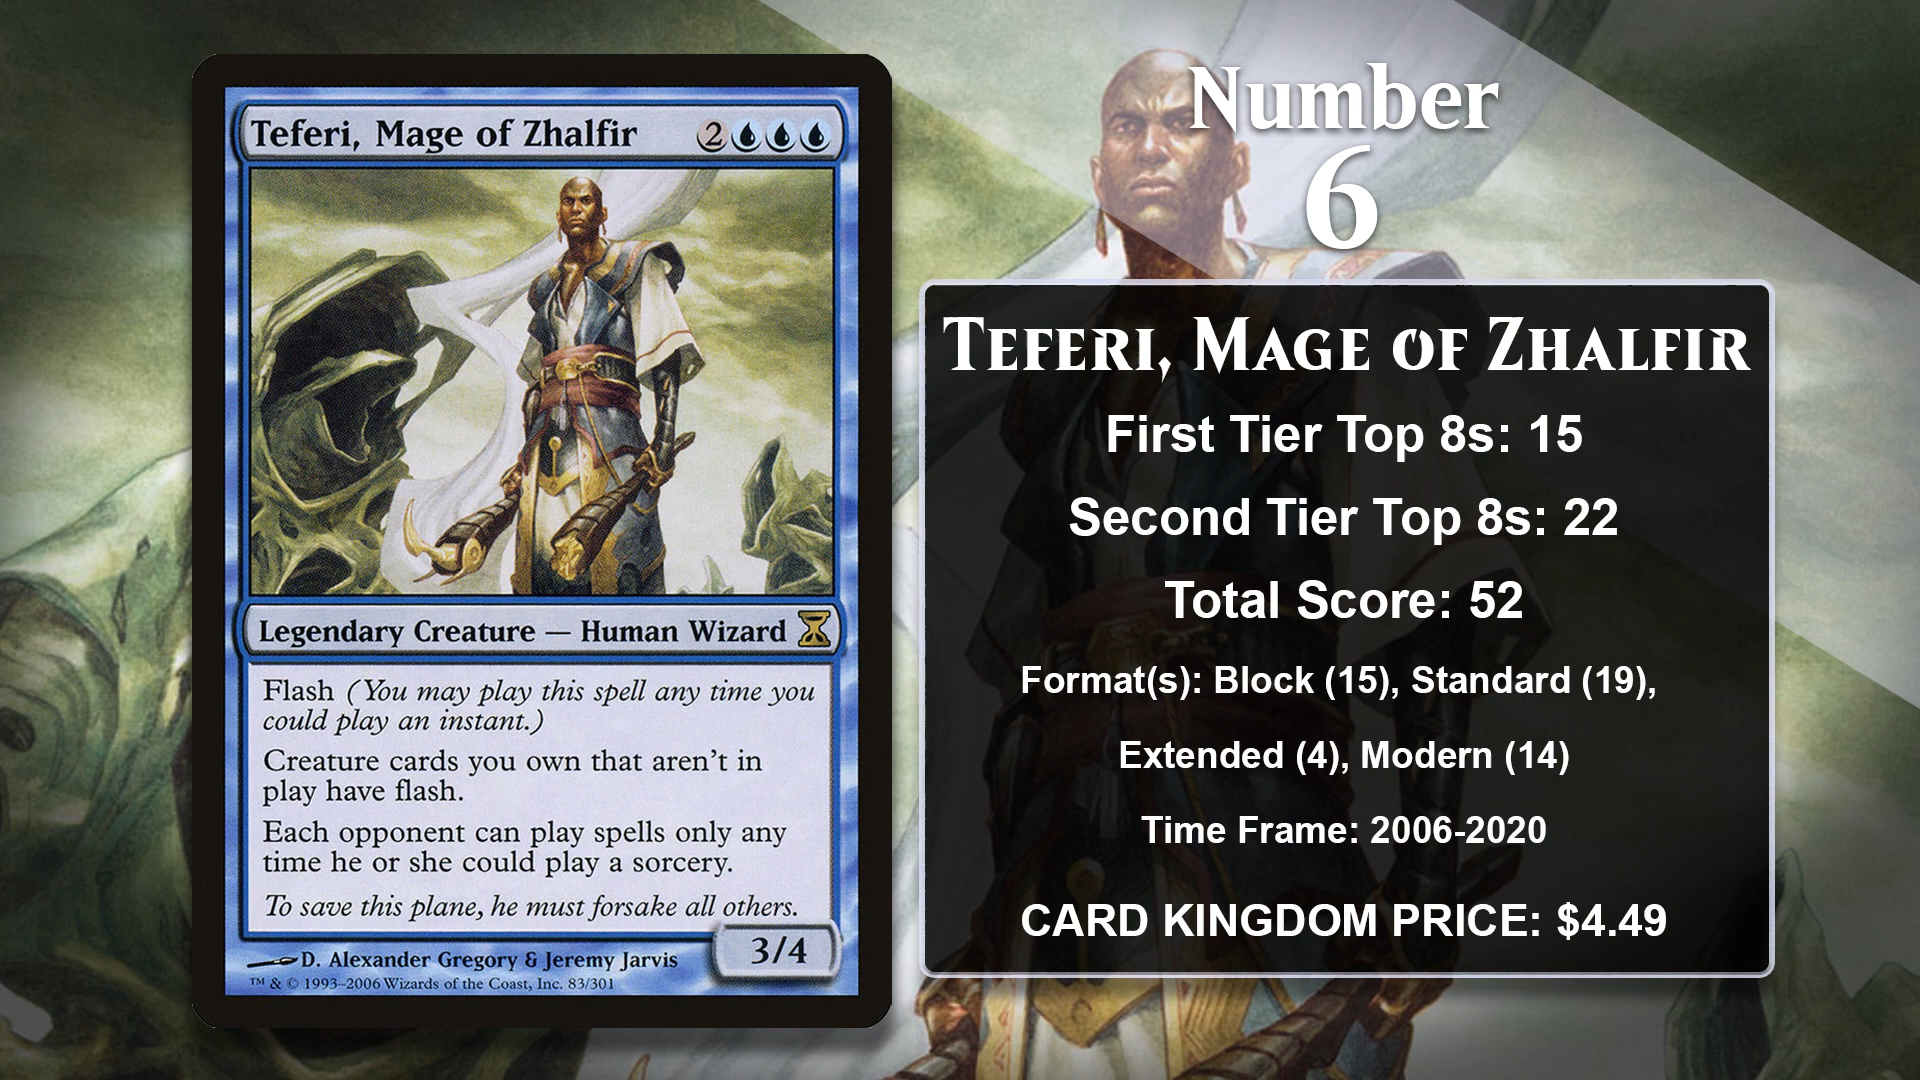 Teferi, Mage of Zhalfir 2
Legendary Creature — Human Wizard
Flash (You may play this spell any time you
could play an instant.)
Creature cards you own that aren't in
play have flash.
Each opponent can play spells only any
time he or she could play a sorcery.
To save this plane, he must forsake all others.
3/4
D. Alexander Gregory & Jeremy Jarvis
™ & © 1993–2006 Wizards of the Coast, Inc. 83/301
Number
6
Teferi, Mage of Zhalfir
First Tier Top 8s: 15
Second Tier Top 8s: 22
Total Score: 52
Format(s): Block (15), Standard (19),
Extended (4), Modern (14)
Time Frame: 2006-2020
CARD KINGDOM PRICE: $4.49